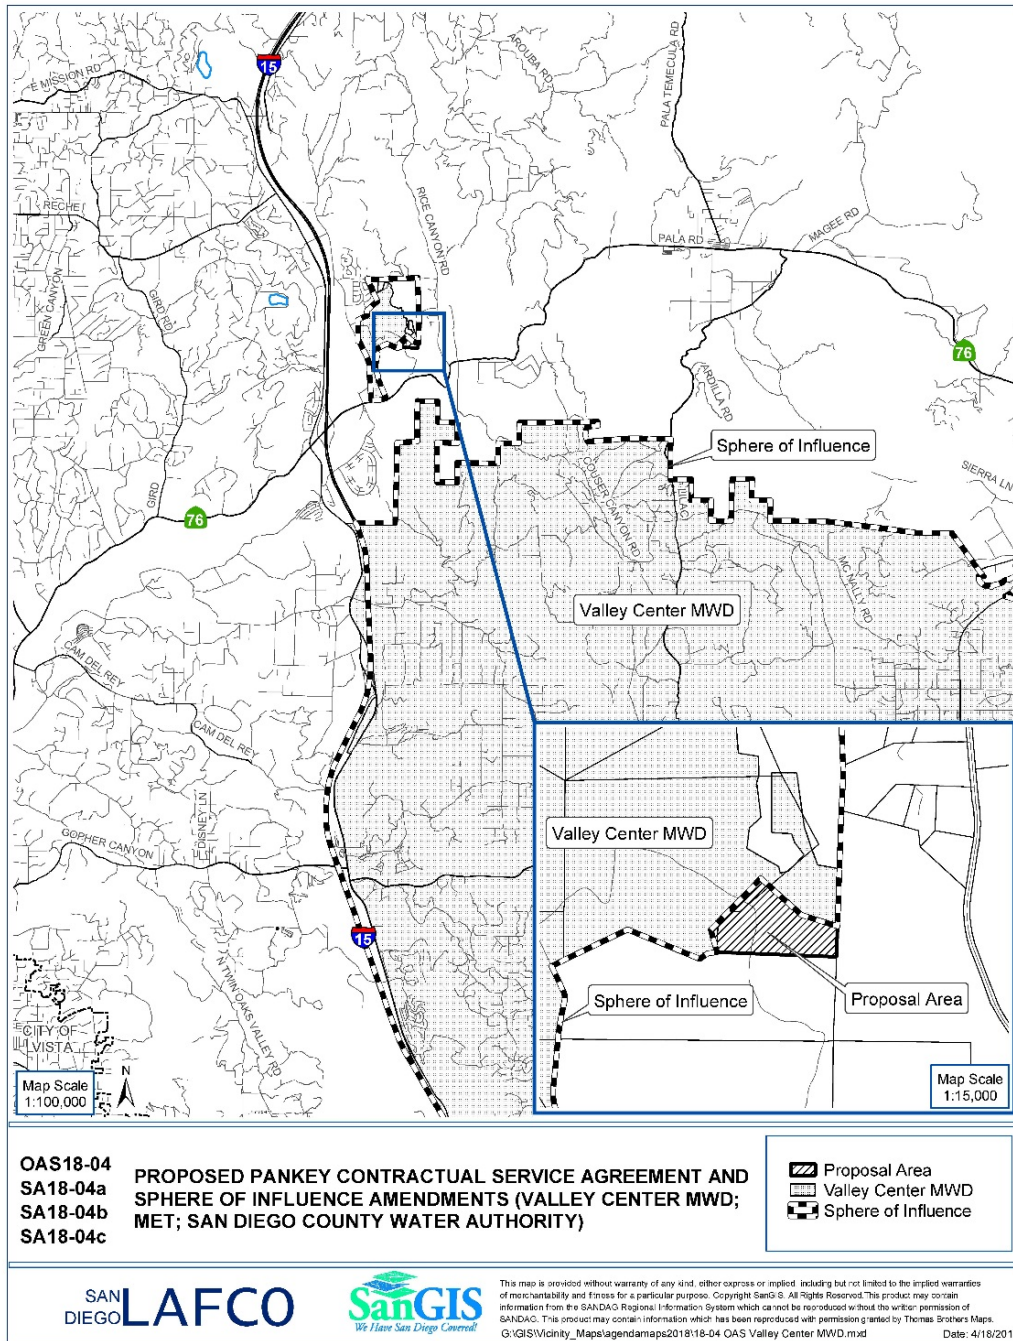 15
E MISSION RD
AROUBA RD
PALA TEMECULA RD
RECHE
RICE CANYON RD
PALA RD
MAGEE RD
GREEN CANYON
GIRD RD
76
ARDILLA RD
Sphere of Influence
SIERRA LN
GIRD
76
COUSER CANYON RD
LILAC
MC NALLY RD
Valley Center MWD
CAM DEL REY
CAM DEL REY
DISNEY LN
GOPHER CANYON
15
N TWIN OAKS VALLEY RD
CITY OF
VISTA
Valley Center MWD
Sphere of Influence
Proposal Area
Map Scale
1:100,000
N
Map Scale
1:15,000
OAS18-04
SA18-04a
SA18-04b
SA18-04c
PROPOSED PANKEY CONTRACTUAL SERVICE AGREEMENT AND
SPHERE OF INFLUENCE AMENDMENTS (VALLEY CENTER MWD;
MET; SAN DIEGO COUNTY WATER AUTHORITY)
Proposal Area
Valley Center MWD
Sphere of Influence
SAN DIEGO LAFCO
SanGIS
We Have San Diego Covered!
This map is provided without warranty of any kind, either express or implied, including but not limited to the implied warranties
of merchantability and fitness for a particular purpose. Copyright SanGIS. All Rights Reserved. This product may contain
information from the SANDAG Regional Information System which cannot be reproduced without the written permission of
SANDAG. This product may contain information which has been reproduced with permission granted by Thomas Brothers Maps.
G:\GIS\Vicinity_Maps\agendamaps2018\18-04 OAS Valley Center MWD.mxd
Date: 4/18/201